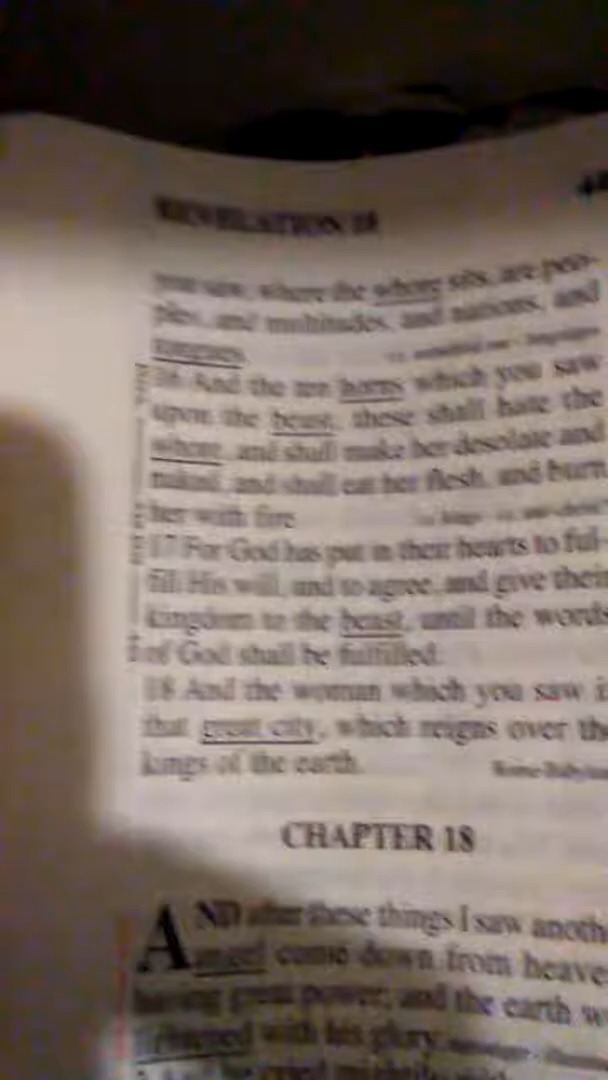 REVELATION 18
you saw, where the whore sits, are peo-
ples, and multitudes, and nations, and
tongues.
16 And the ten horns which you saw
upon the beast, these shall hate the
whore, and shall make her desolate and
naked, and shall eat her flesh, and burn
her with fire
17 For God has put in their hearts to ful-
fill His will, and to agree, and give their
kingdom to the beast, until the words
of God shall be fulfilled.
18 And the woman which you saw i
that great city, which reigns over th
kings of the earth.
CHAPTER 18
AND after these things I saw anoth
angel come down from heave
having great power; and the earth w
with his glory.